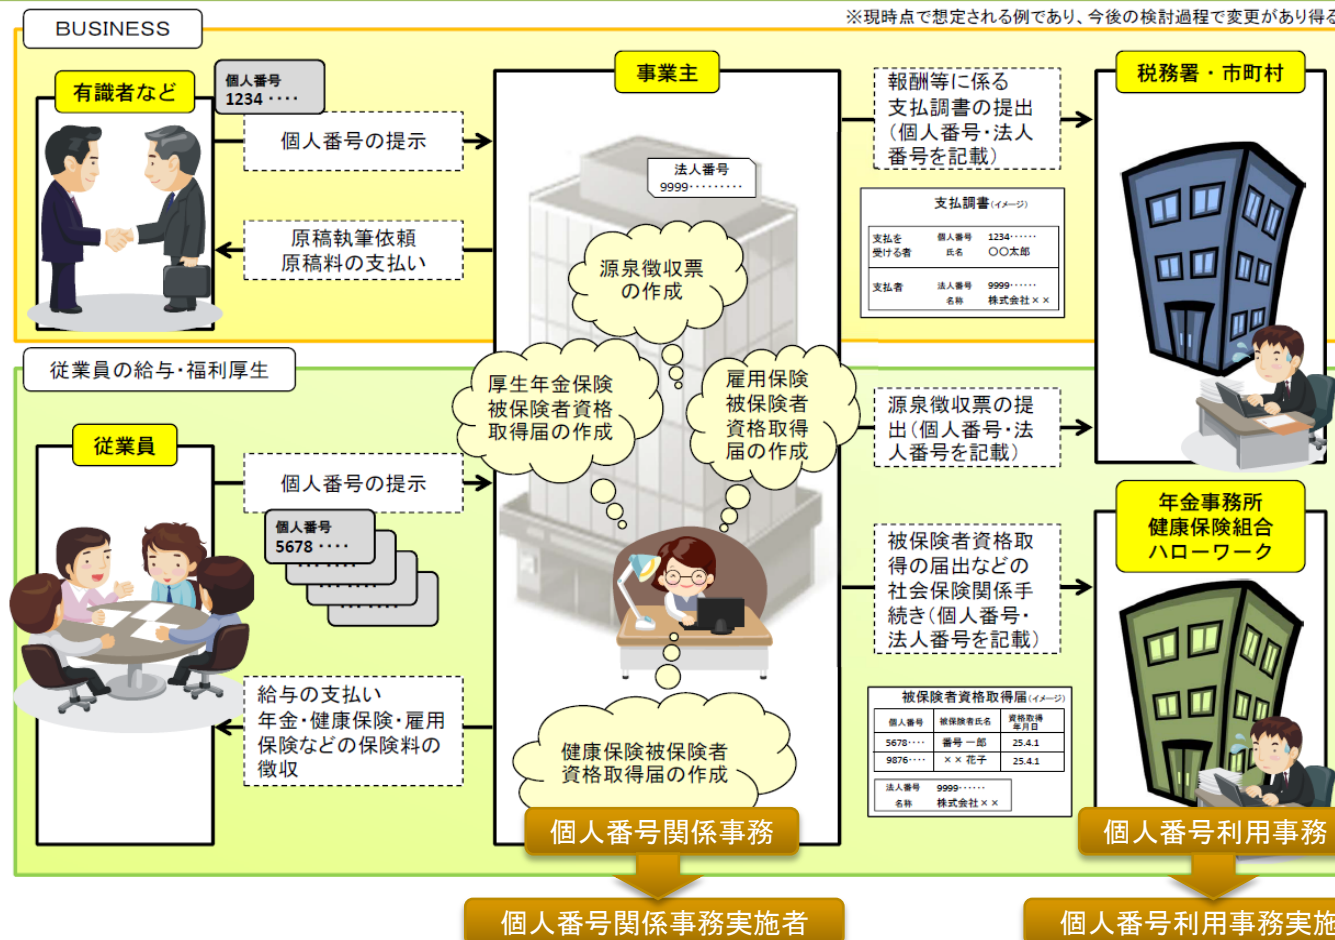 ※現時点で想定される例であり、今後の検討過程で変更があり得る
BUSINESS
有識者など
個人番号
1234 ‥‥
個人番号の提示
原稿執筆依頼
原稿料の支払い
事業主
法人番号
9999‥‥‥‥‥
源泉徴収票
の作成
厚生年金保険
被保険者資格
取得届の作成
雇用保険
被保険者
資格取得
届の作成
健康保険被保険者
資格取得届の作成
報酬等に係る
支払調書の提出
(個人番号・法人
番号を記載)
支払調書(イメージ)
支払を
受ける者
個人番号 1234‥‥‥
氏名 〇〇太郎
支払者
法人番号 9999‥‥‥
名称 株式会社××
税務署・市町村
従業員の給与・福利厚生
従業員
個人番号の提示
個人番号
5678 ‥‥
給与の支払い
年金・健康保険・雇用
保険などの保険料の
徴収
源泉徴収票の提
出(個人番号・法
人番号を記載)
被保険者資格取
得の届出などの
社会保険関係手
続き(個人番号・
法人番号を記載)
被保険者資格取得届(イメージ)
個人番号 被保険者氏名 資格取得
年月日
5678‥‥ 番号 一郎 25.4.1
9876‥‥ ×× 花子 25.4.1
法人番号 9999‥‥‥
名称 株式会社××
年金事務所
健康保険組合
ハローワーク
個人番号関係事務
個人番号利用事務
個人番号関係事務実施者
個人番号利用事務実施